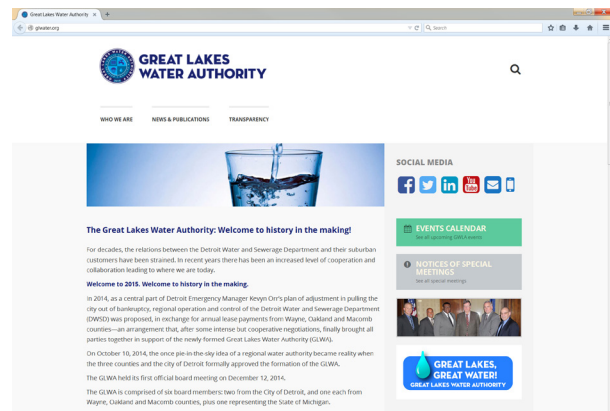 Great Lakes Water Authority
glwater.org
Search
GREAT LAKES
WATER AUTHORITY
WHO WE ARE
NEWS & PUBLICATIONS
TRANSPARENCY
SOCIAL MEDIA
You
Tube
EVENTS CALENDAR
See all upcoming GWLA events
NOTICES OF SPECIAL
MEETINGS
See all special meetings
The Great Lakes Water Authority: Welcome to history in the making!
For decades, the relations between the Detroit Water and Sewerage Department and their suburban
customers have been strained. In recent years there has been an increased level of cooperation and
collaboration leading to where we are today.
Welcome to 2015. Welcome to history in the making.
In 2014, as a central part of Detroit Emergency Manager Kevyn Orr's plan of adjustment in pulling the
city out of bankruptcy, regional operation and control of the Detroit Water and Sewerage Department
(DWSD) was proposed, in exchange for annual lease payments from Wayne, Oakland and Macomb
counties—an arrangement that, after some intense but cooperative negotiations, finally brought all
parties together in support of the newly formed Great Lakes Water Authority (GLWA).
On October 10, 2014, the once pie-in-the-sky idea of a regional water authority became reality when
the three counties and the city of Detroit formally approved the formation of the GLWA.
The GLWA held its first official board meeting on December 12, 2014.
The GLWA is comprised of six board members: two from the City of Detroit, and one each from
Wayne, Oakland and Macomb counties, plus one representing the State of Michigan.
GREAT LAKES,
GREAT WATER!
GREAT LAKES WATER AUTHORITY